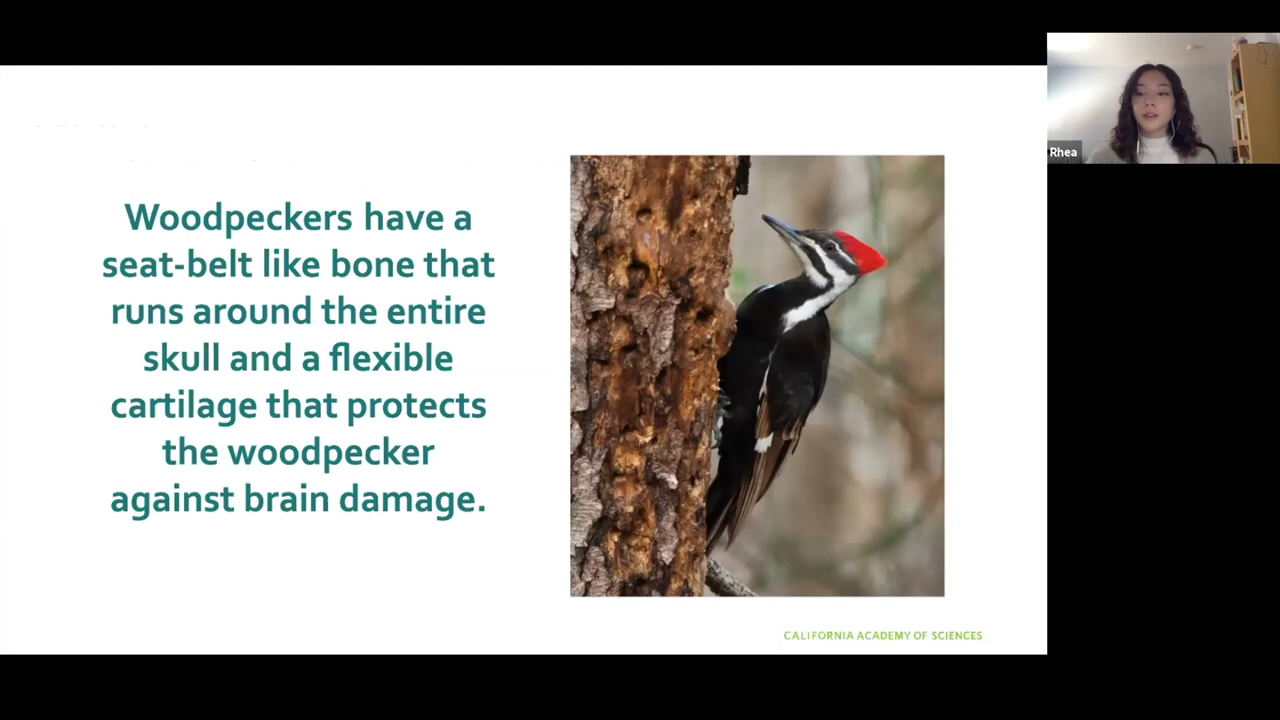 Woodpeckers have a
seat-belt like bone that
runs around the entire
skull and a flexible
cartilage that protects
the woodpecker
against brain damage.
CALIFORNIA ACADEMY OF SCIENCES
Rhea